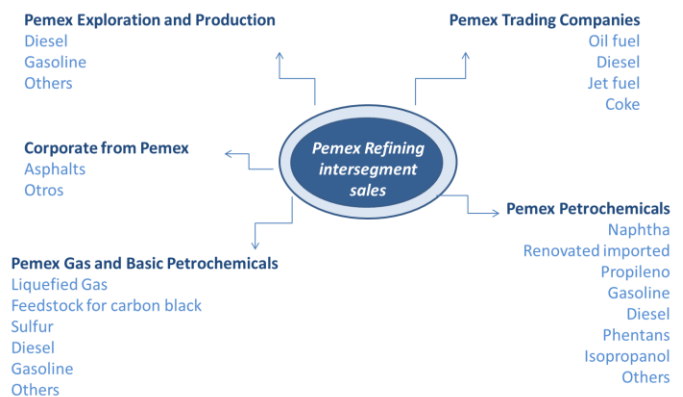 Pemex Exploration and Production
Diesel
Gasoline
Others
Pemex Trading Companies
Oil fuel
Diesel
Jet fuel
Coke
Pemex Refining
intersegment
sales
Corporate from Pemex
Asphalts
Otros
Pemex Petrochemicals
Naphtha
Renovated imported
Propileno
Gasoline
Diesel
Phentans
Isopropanol
Others
Pemex Gas and Basic Petrochemicals
Liquefied Gas
Feedstock for carbon black
Sulfur
Diesel
Gasoline
Others